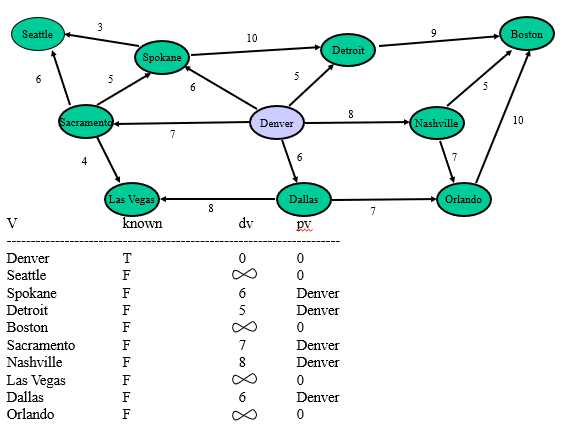 Seattle
3
10
9
Boston
Spokane
Detroit
6
5
6
5
5
10
Sacramento
7
Denver
8
Nashville
4
6
7
Las Vegas
8
Dallas
7
Orlando
V known dv pv
------------------------------------------------------------------------
Denver T 0 0
Seattle F ∞ 0
Spokane F 6 Denver
Detroit F 5 Denver
Boston F ∞ 0
Sacramento F 7 Denver
Nashville F 8 Denver
Las Vegas F ∞ 0
Dallas F 6 Denver
Orlando F ∞ 0